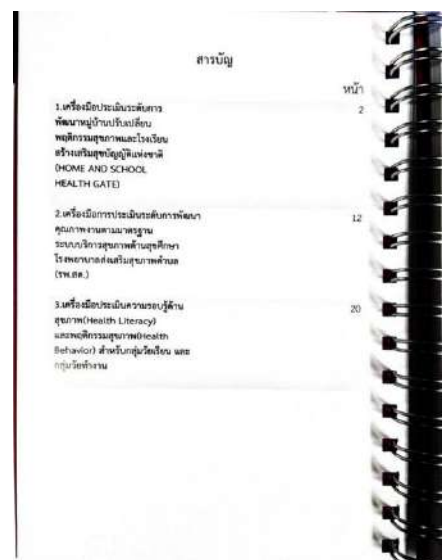 สารบัญ
หน้า
1.เครื่องมือประเมินระดับการ 2
พัฒนาหมู่บ้านปรับเปลี่ยน
พฤติกรรมสุขภาพและโรงเรียน
สร้างเสริมสุขบัญญัติแห่งชาติ
(HOME AND SCHOOL
HEALTH GATE)
2.เครื่องมือการประเมินระดับการพัฒนา 12
คุณภาพงานตามมาตรฐาน
ระบบบริการสุขภาพด้านสุขศึกษา
โรงพยาบาลส่งเสริมสุขภาพตำบล
(รพ.สต.)
3.เครื่องมือประเมินความรอบรู้ด้าน 20
สุขภาพ(Health Literacy)
และพฤติกรรมสุขภาพ(Health
Behavior) สำหรับกลุ่มวัยเรียน และ
กลุ่มวัยทำงาน